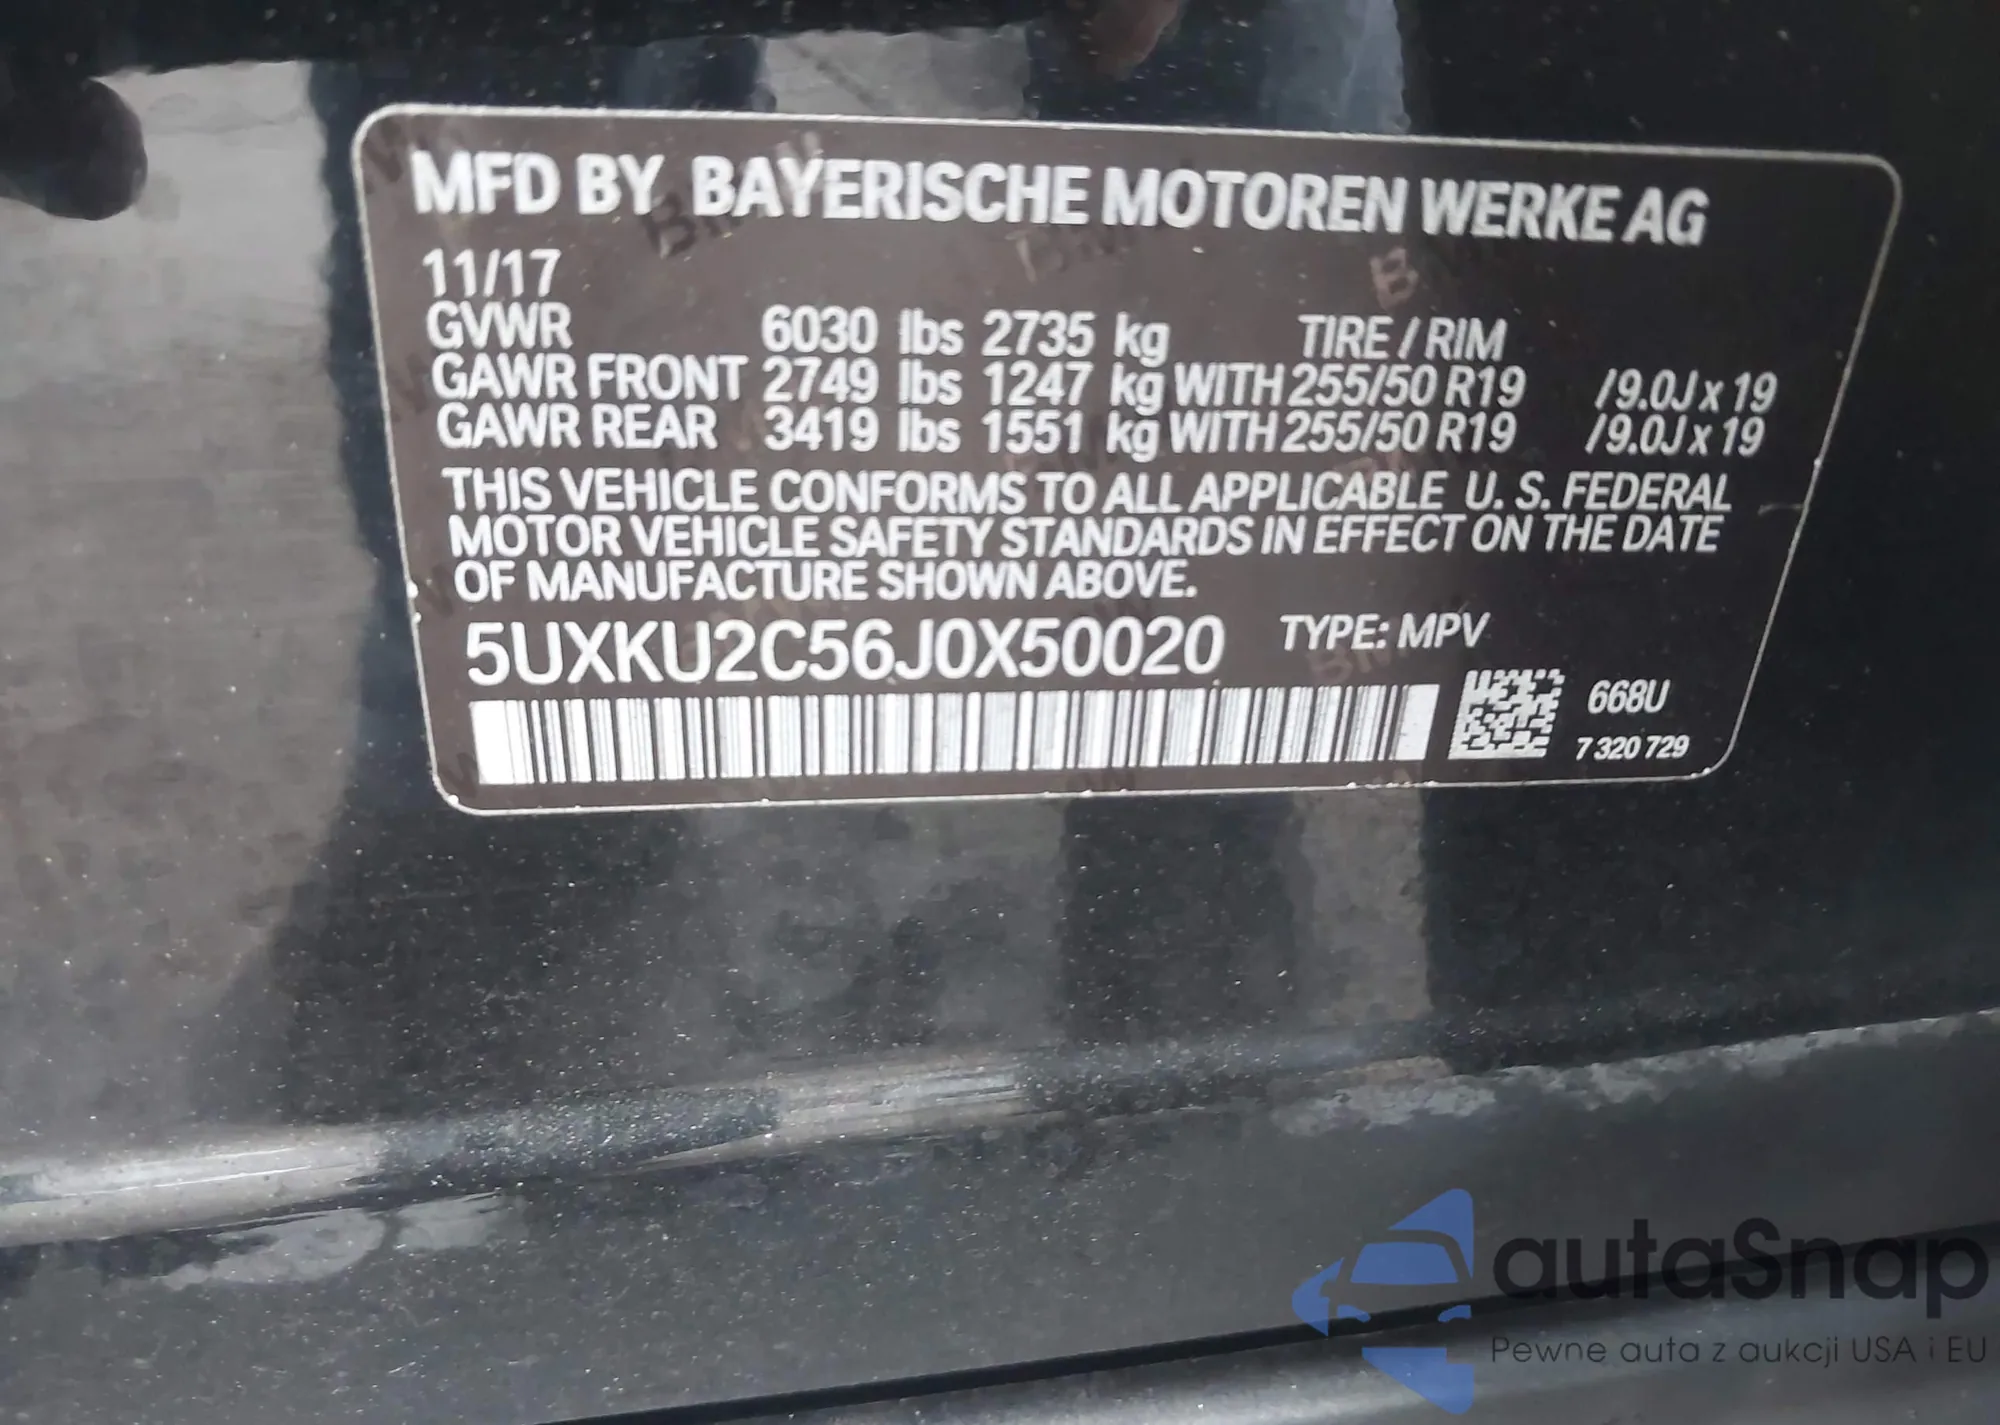 MFD BY BAYERISCHE MOTOREN WERKE AG
11/17
GVWR 6030 lbs 2735 kg TIRE / RIM
GAWR FRONT 2749 lbs 1247 kg WITH 255/50 R19 /9.0J x 19
GAWR REAR 3419 lbs 1551 kg WITH 255/50 R19 /9.0J x 19
THIS VEHICLE CONFORMS TO ALL APPLICABLE U. S. FEDERAL
MOTOR VEHICLE SAFETY STANDARDS IN EFFECT ON THE DATE
OF MANUFACTURE SHOWN ABOVE.
5UXKU2C56J0X50020 TYPE: MPV
668U
7 320 729
autaSnap
Pewne auta z aukcji USA i EU